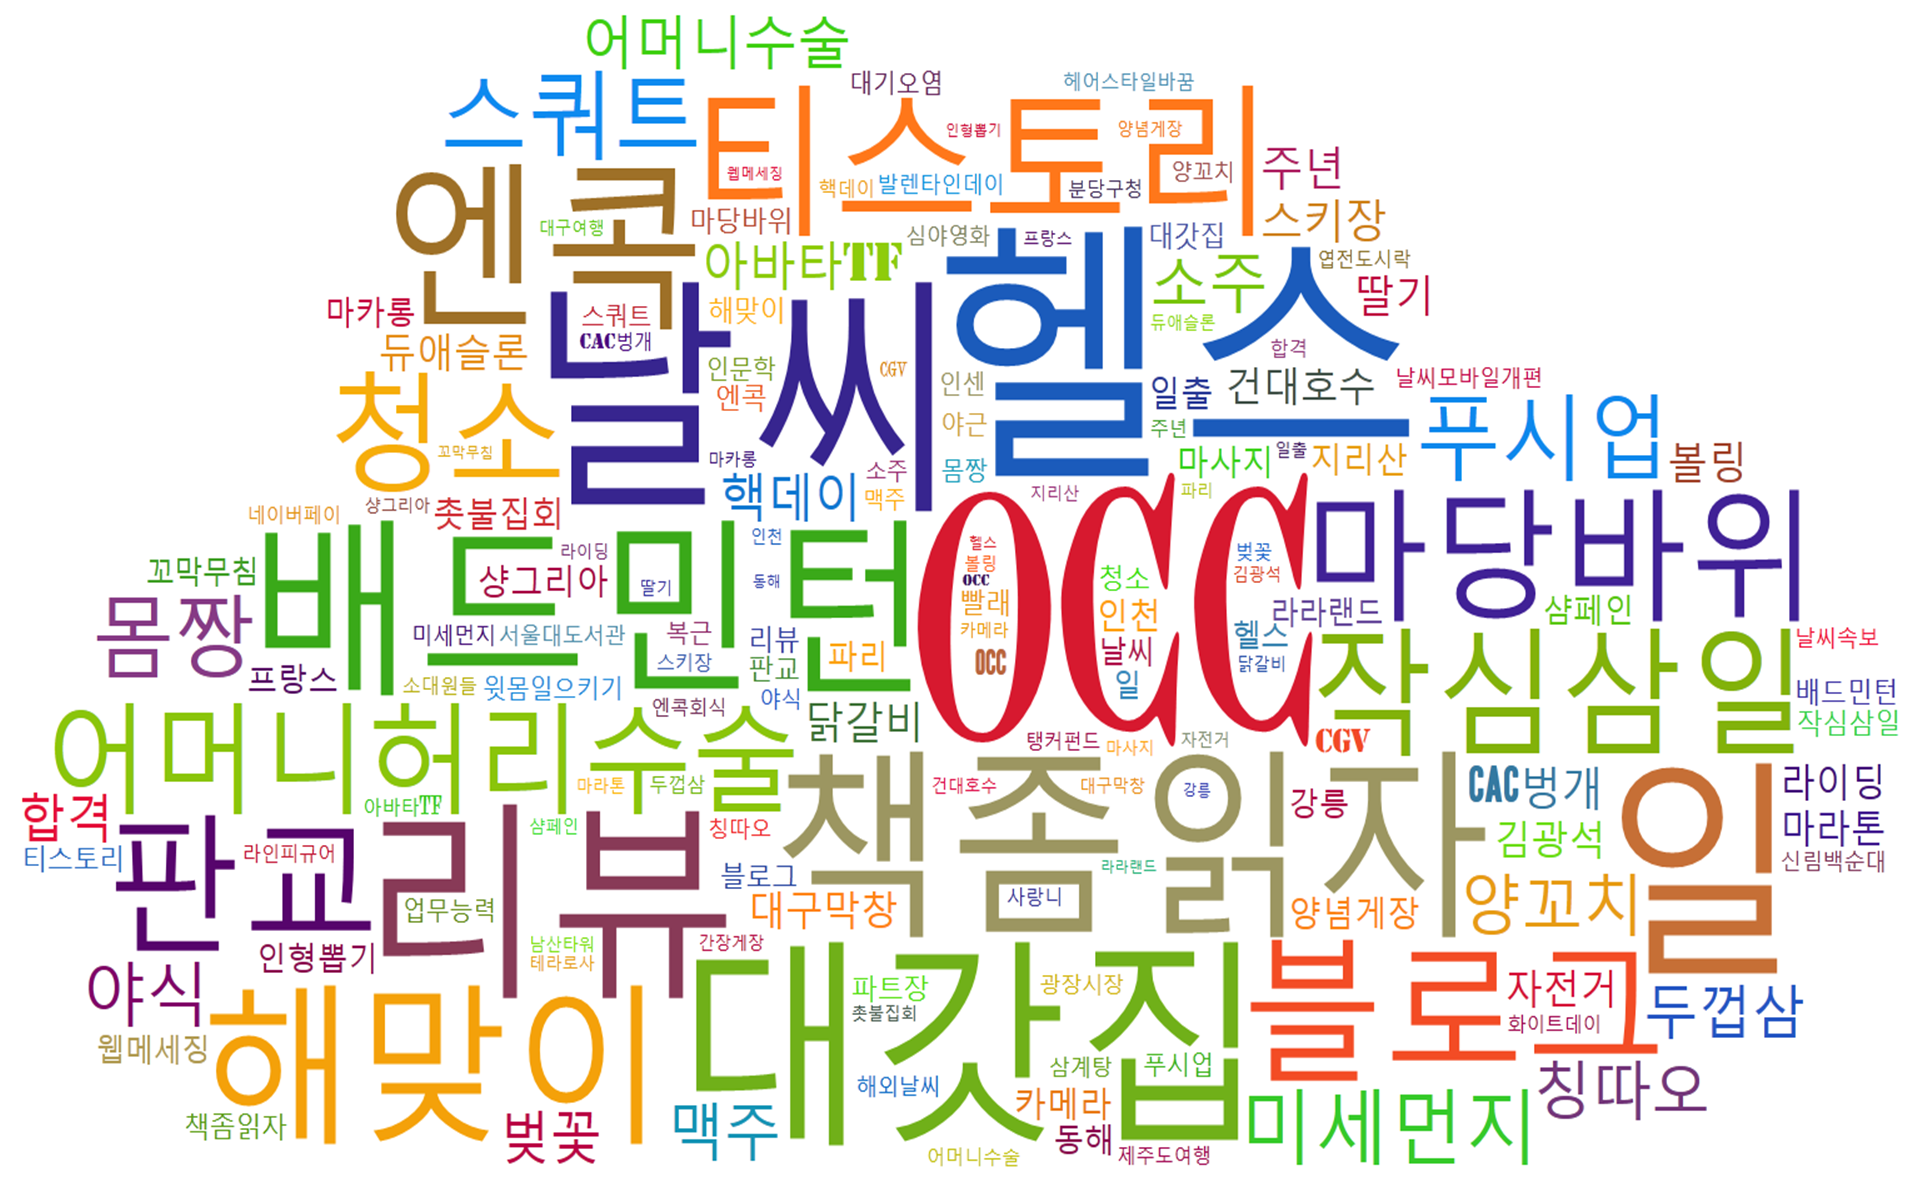 어머니수술
스쿼트
대기오염
헤어스타일바꿈
티스토리
인형뽑기
양념게장
웹메세징
핵데이
발렌타인데이
분당구청
양꼬치
주년
엔콕
대구여행
마당바위
심야영화
프랑스
대갓집
스키장
아바타TF
소주
엽전도시락
딸기
마카롱
스쿼트
CAC벙개
해맞이
헬스
듀애슬론
듀애슬론
날씨
인문학
CGV
합격
엔콕
인센
일출
건대호수
날씨모바일개편
청소
꼬막무침
야근
주년
푸시업
마카롱
소주
몸짱
마사지
일출
지리산
볼링
네이버페이
샹그리아
촛불집회
핵데이
맥주
지리산
파리
마당바위
꼬막무침
배드민턴
라이딩
샹그리아
딸기
인천
동해
OCC
헬스
볼링
OCC
빨래
카메라
OCC
청소
인천
날씨
일
벚꽃
김광석
헬스
닭갈비
라라랜드
샴페인
몸짱
미세먼지
서울대도서관
복근
리뷰
파리
작심삼일
날씨속보
프랑스
소대원들
윗몸일으키기
스키장
판교
야식
배드민턴
작심삼일
엔콕회식
닭갈비
어머니허리수술
탱커펀드
마사지
자전거
CGV
합격
아바타TF
마라톤
두껍삼
건대호수
대구막창
강릉
강릉
CAC벙개
라이딩
책좀읽자
일
티스토리
판교
라인피규어
리뷰
샴페인
칭따오
김광석
마라톤
블로그
라라랜드
신림백순대
업무능력
대구막창
사랑니
양념게장
양꼬치
인형뽑기
남산타워
테라로사
간장게장
야식
대갓집
파트장
촛불집회
광장시장
블로그
자전거
화이트데이
두껍삼
웹메세징
해맞이
해외날씨
삼계탕
푸시업
칭따오
책좀읽자
벚꽃
맥주
카메라
동해
미세먼지
어머니수술
제주도여행